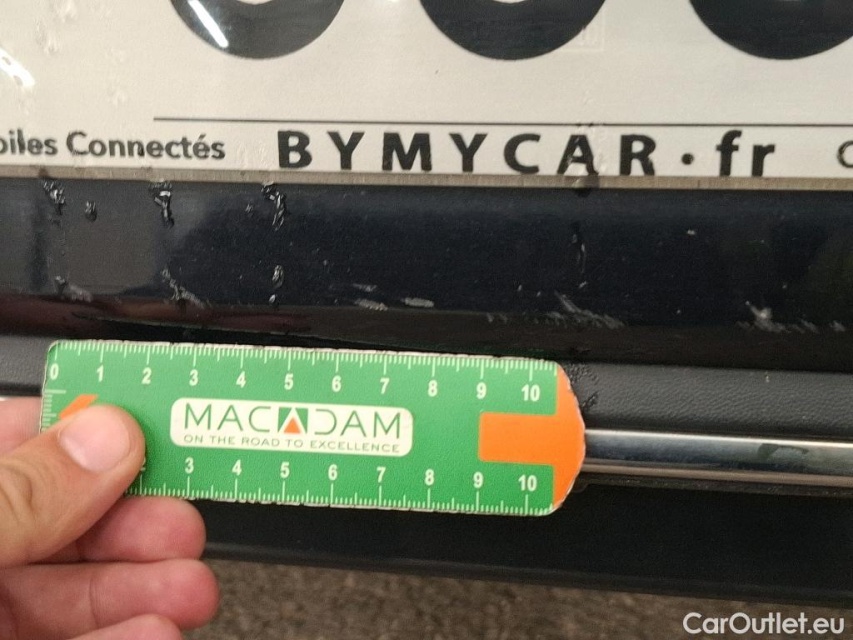 biles Connectés BYMYCAR.fr
0 1 2 3 4 5 6 7 8 9 10
MACADAM
ON THE ROAD TO EXCELLENCE
3 4 5 6 7 8 9 10
CarOutlet.eu